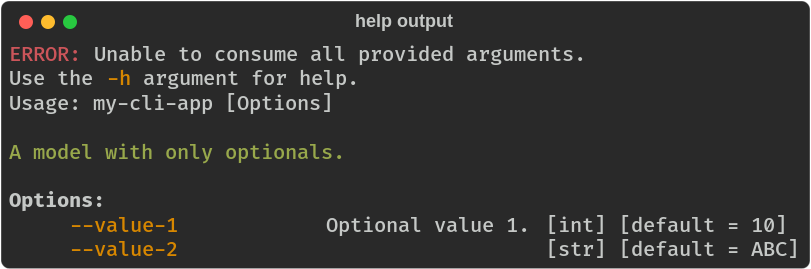 help output
ERROR: Unable to consume all provided arguments.
Use the -h argument for help.
Usage: my-cli-app [Options]
A model with only optionals.
Options:
--value-1 Optional value 1. [int] [default = 10]
--value-2 [str] [default = ABC]